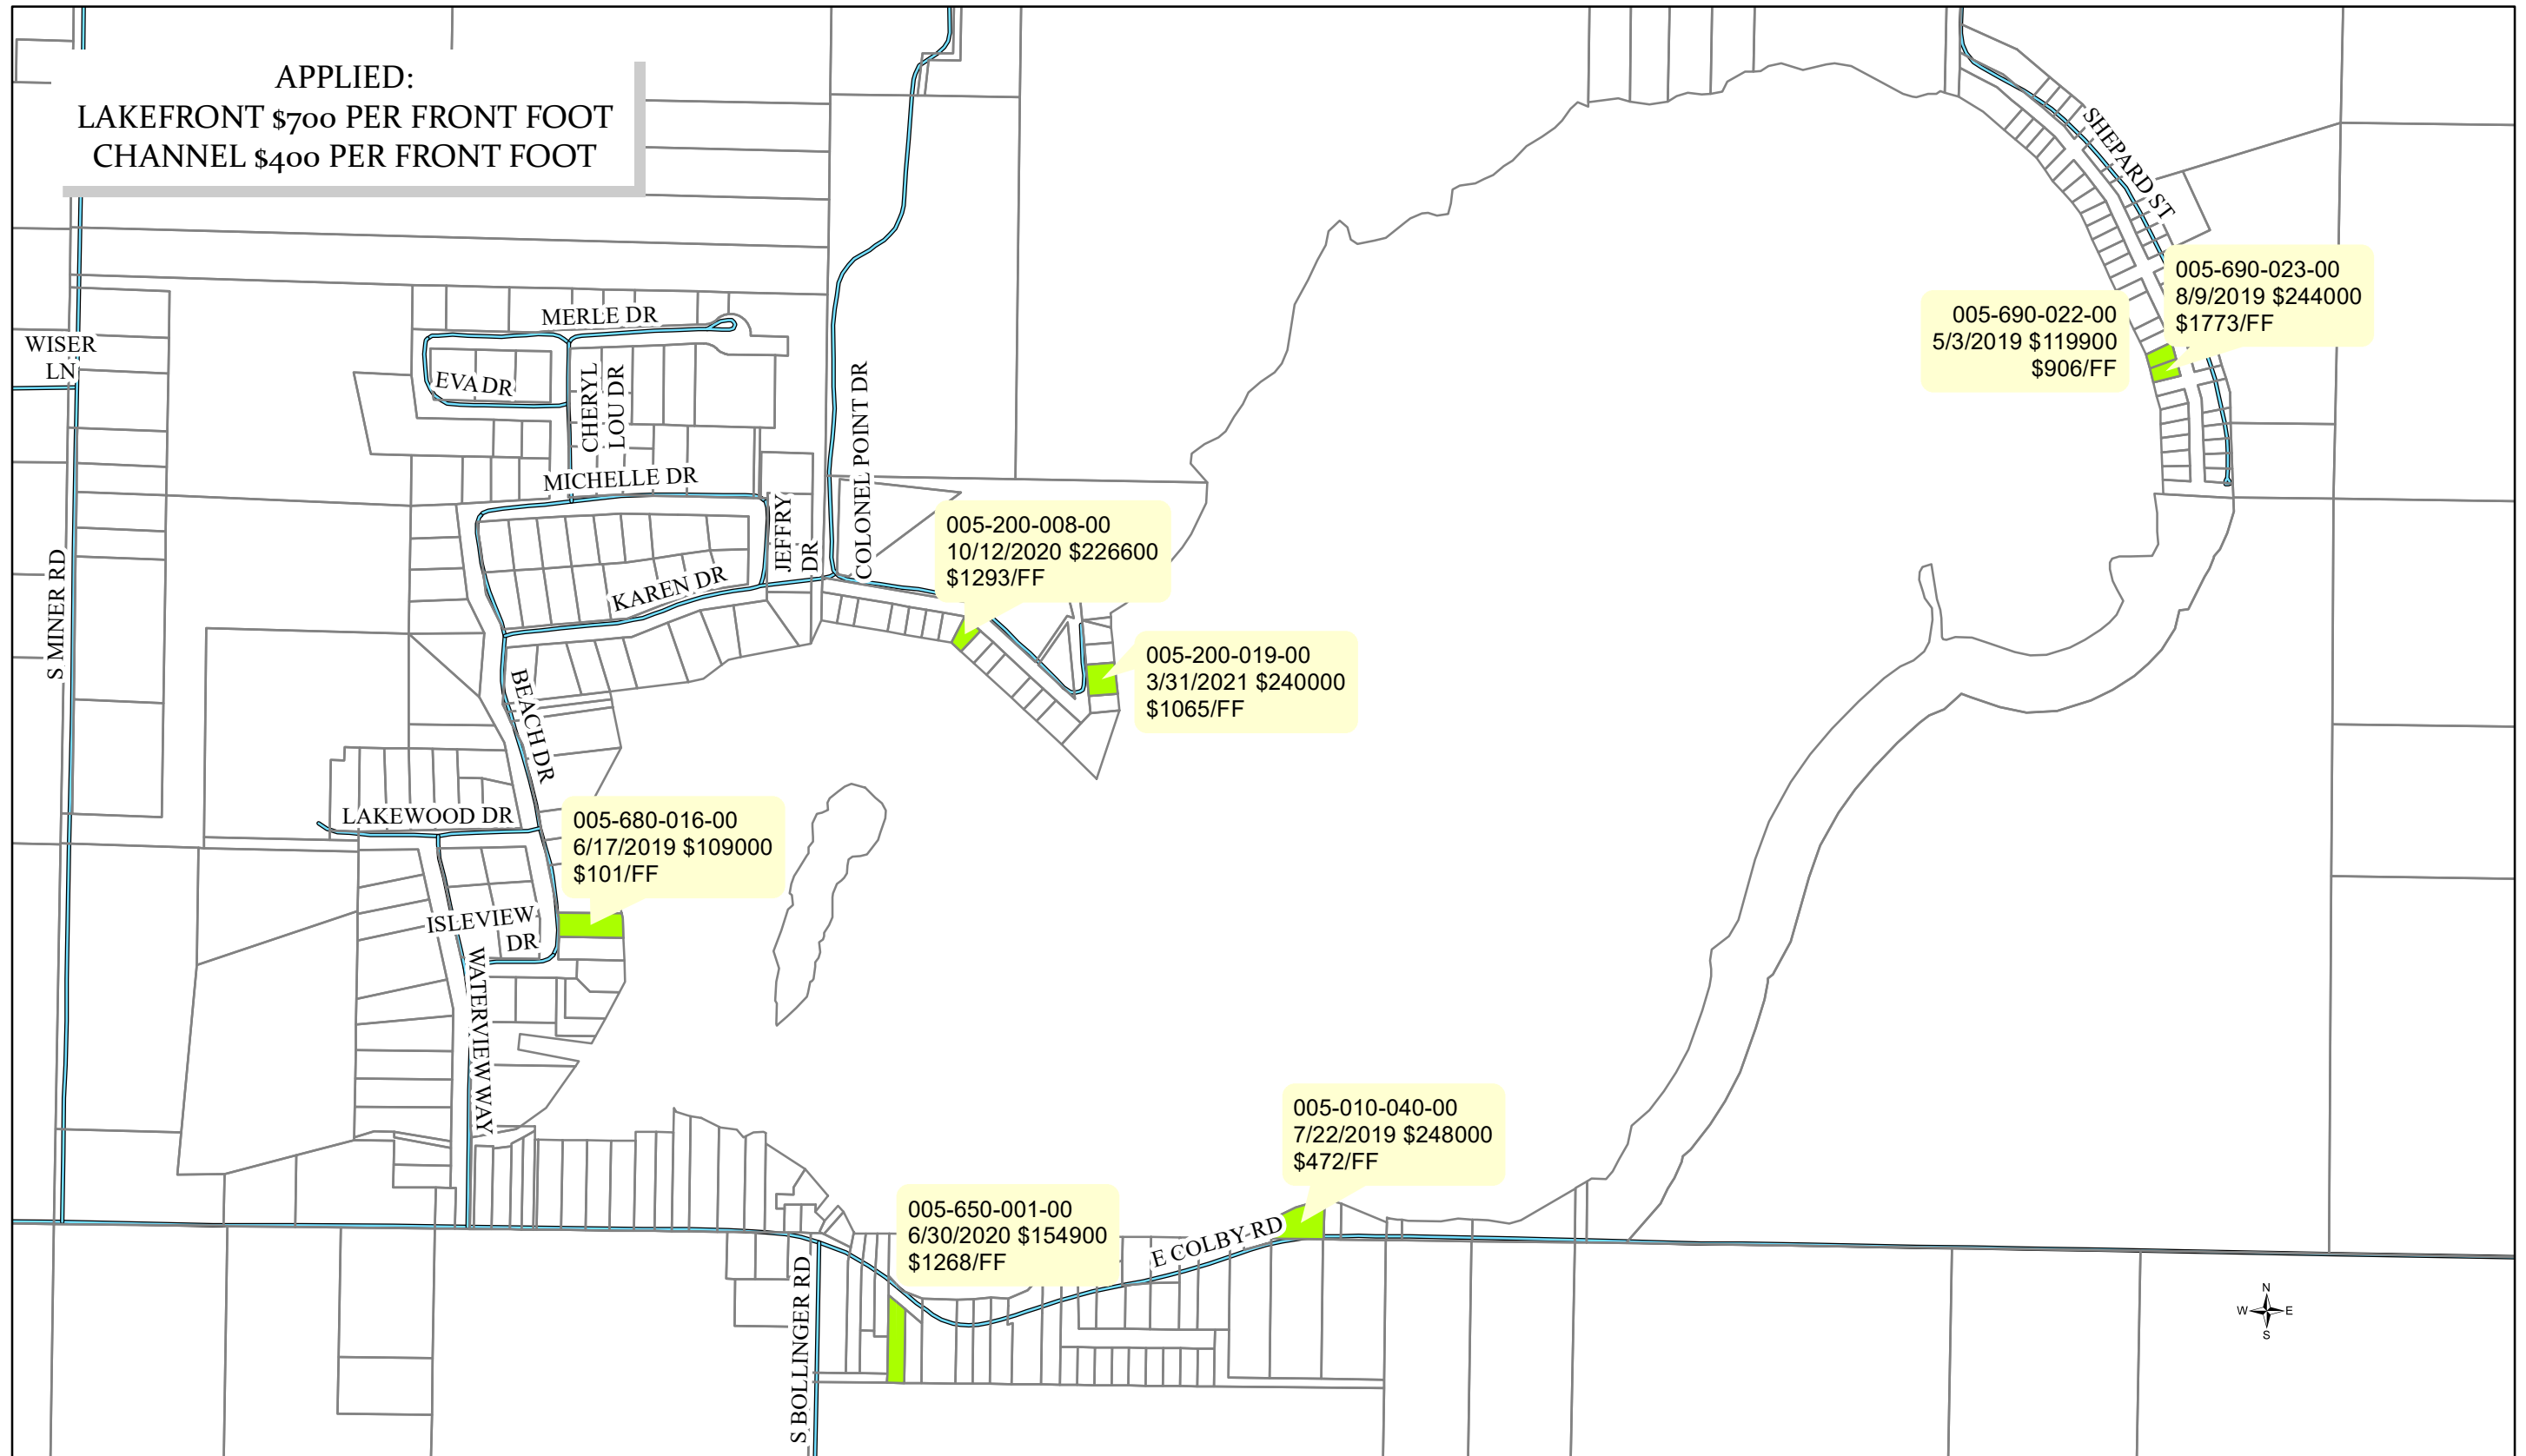 APPLIED:
LAKEFRONT $700 PER FRONT FOOT
CHANNEL $400 PER FRONT FOOT
SHEPARD ST
005-690-023-00
8/9/2019 $244000
$1773/FF
005-690-022-00
5/3/2019 $119900
$906/FF
MERLE DR
WISER
LN
EVA DR
CHERYL
LOU DR
COLONEL POINT DR
MICHELLE DR
JEFFRY
DR
KAREN DR
005-200-008-00
10/12/2020 $226600
$1293/FF
S MINER RD
005-200-019-00
3/31/2021 $240000
$1065/FF
BEACH DR
LAKEWOOD DR
005-680-016-00
6/17/2019 $109000
$101/FF
ISLEVIEW
DR
WATERVIEW WAY
005-010-040-00
7/22/2019 $248000
$472/FF
005-650-001-00
6/30/2020 $154900
$1268/FF
E COLBY RD
S BOLLINGER RD
N
W E
S